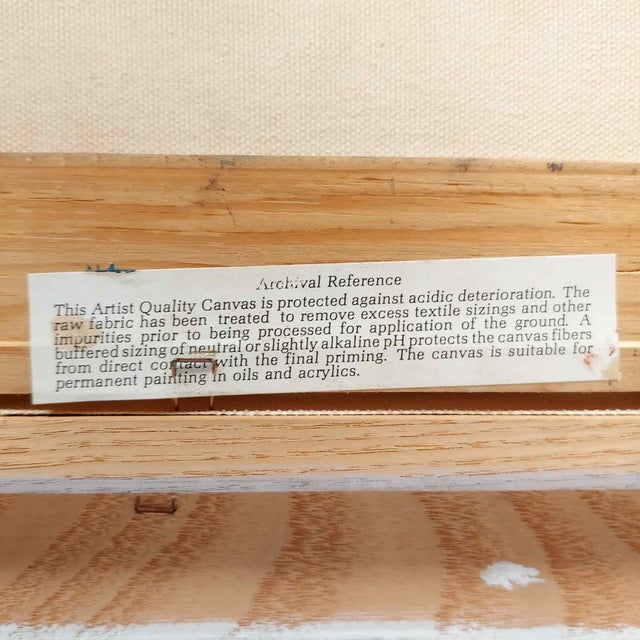 Archival Reference
This Artist Quality Canvas is protected against acidic deterioration. The
raw fabric has been treated to remove excess textile sizings and other
impurities prior to being processed for application of the ground. A
buffered sizing of neutral or slightly alkaline pH protects the canvas fibers
from direct contact with the final priming. The canvas is suitable for
permanent painting in oils and acrylics.